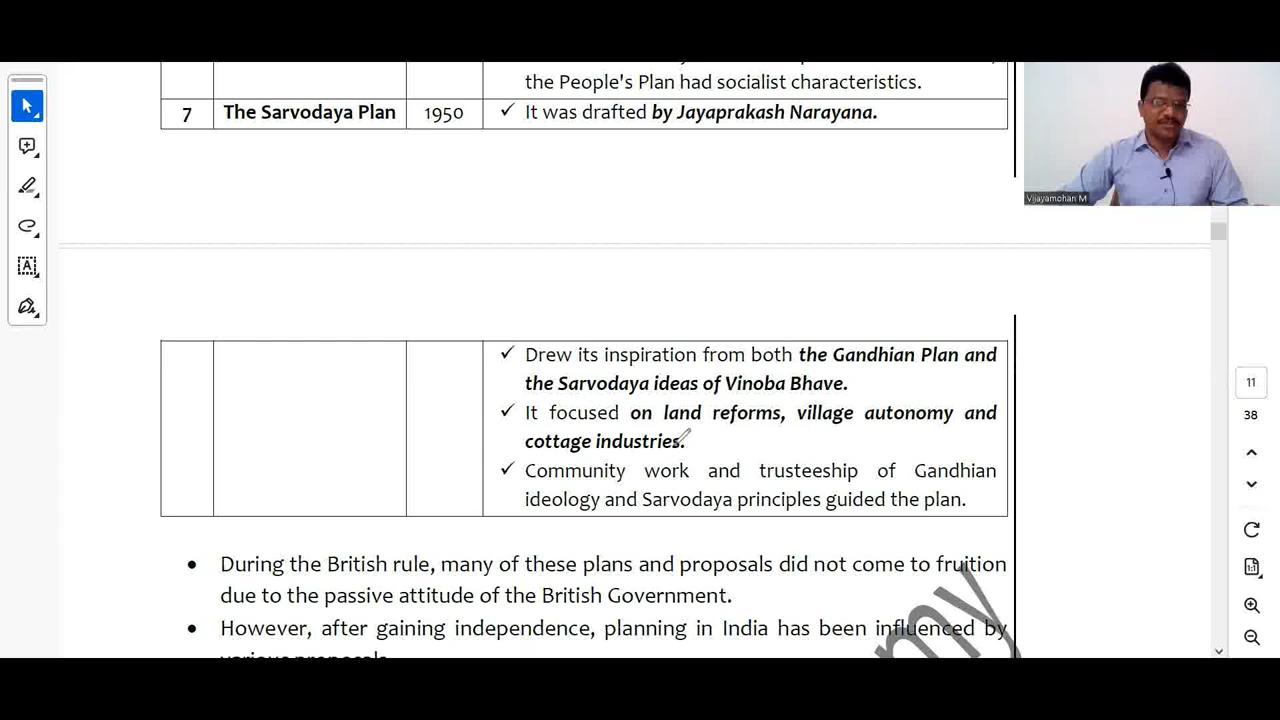 the People's Plan had socialist characteristics.
7 The Sarvodaya Plan 1950 ✓ It was drafted by Jayaprakash Narayana.
Vijayamohan M
✓ Drew its inspiration from both the Gandhian Plan and
the Sarvodaya ideas of Vinoba Bhave.
✓ It focused on land reforms, village autonomy and
cottage industries.
✓ Community work and trusteeship of Gandhian
ideology and Sarvodaya principles guided the plan.
11
38
• During the British rule, many of these plans and proposals did not come to fruition
due to the passive attitude of the British Government.
• However, after gaining independence, planning in India has been influenced by
various proposals.